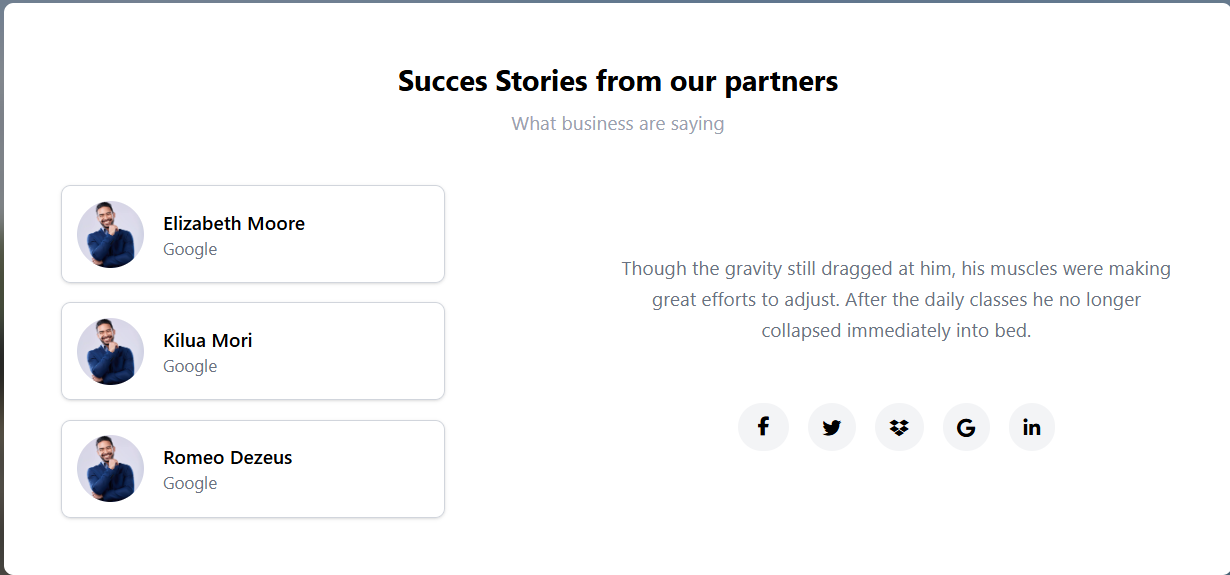 Succes Stories from our partners
What business are saying
Elizabeth Moore
Google
Kilua Mori
Google
Romeo Dezeus
Google
Though the gravity still dragged at him, his muscles were making
great efforts to adjust. After the daily classes he no longer
collapsed immediately into bed.